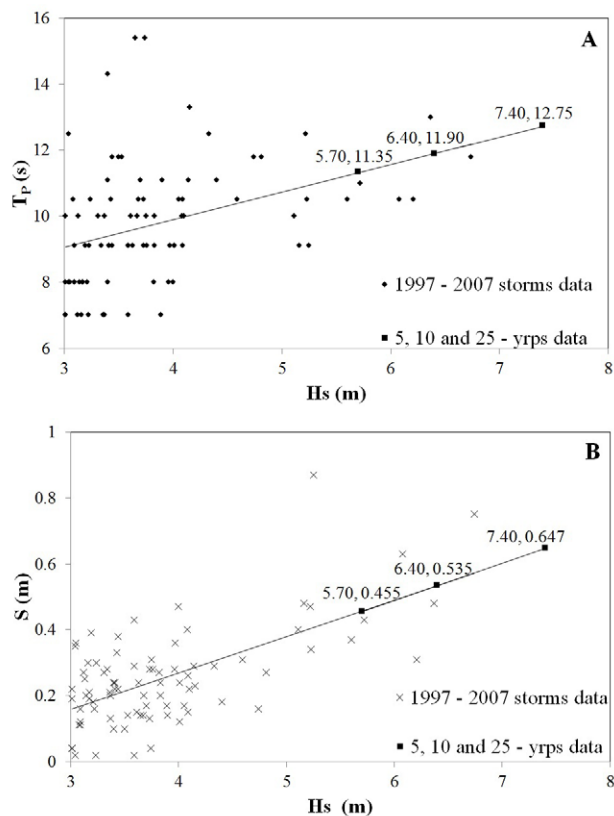 16
A
14
7.40, 12.75
6.40, 11.90
12
5.70, 11.35
T_P (s)
10
1997 - 2007 storms data
8
5, 10 and 25 - yrps data
6
3 4 5 6 7 8
Hs (m)
1
B
0.8
7.40, 0.647
6.40, 0.535
0.6
5.70, 0.455
S (m)
0.4
1997 - 2007 storms data
0.2
5, 10 and 25 - yrps data
0
3 4 5 6 7 8
Hs (m)